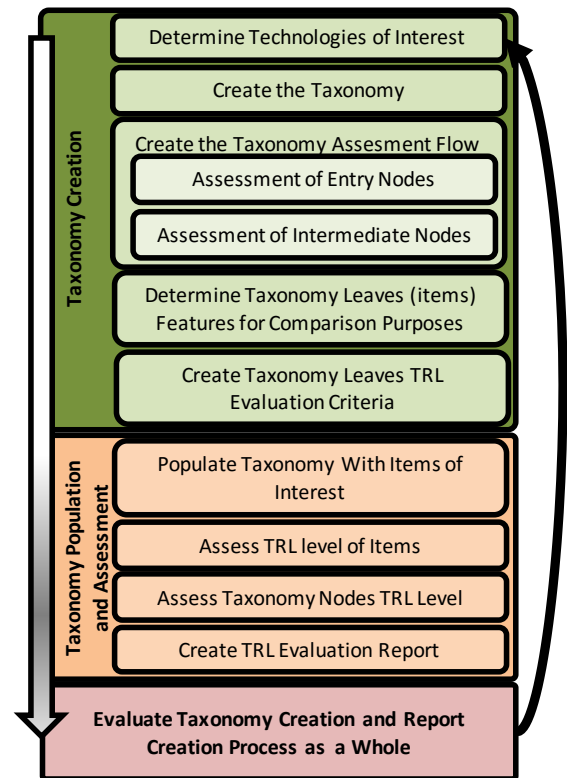 Taxonomy Creation
Determine Technologies of Interest
Create the Taxonomy
Create the Taxonomy Assesment Flow
Assessment of Entry Nodes
Assessment of Intermediate Nodes
Determine Taxonomy Leaves (items)
Features for Comparison Purposes
Create Taxonomy Leaves TRL
Evaluation Criteria
Taxonomy Population
and Assessment
Populate Taxonomy With Items of
Interest
Assess TRL level of Items
Assess Taxonomy Nodes TRL Level
Create TRL Evaluation Report
Evaluate Taxonomy Creation and Report
Creation Process as a Whole